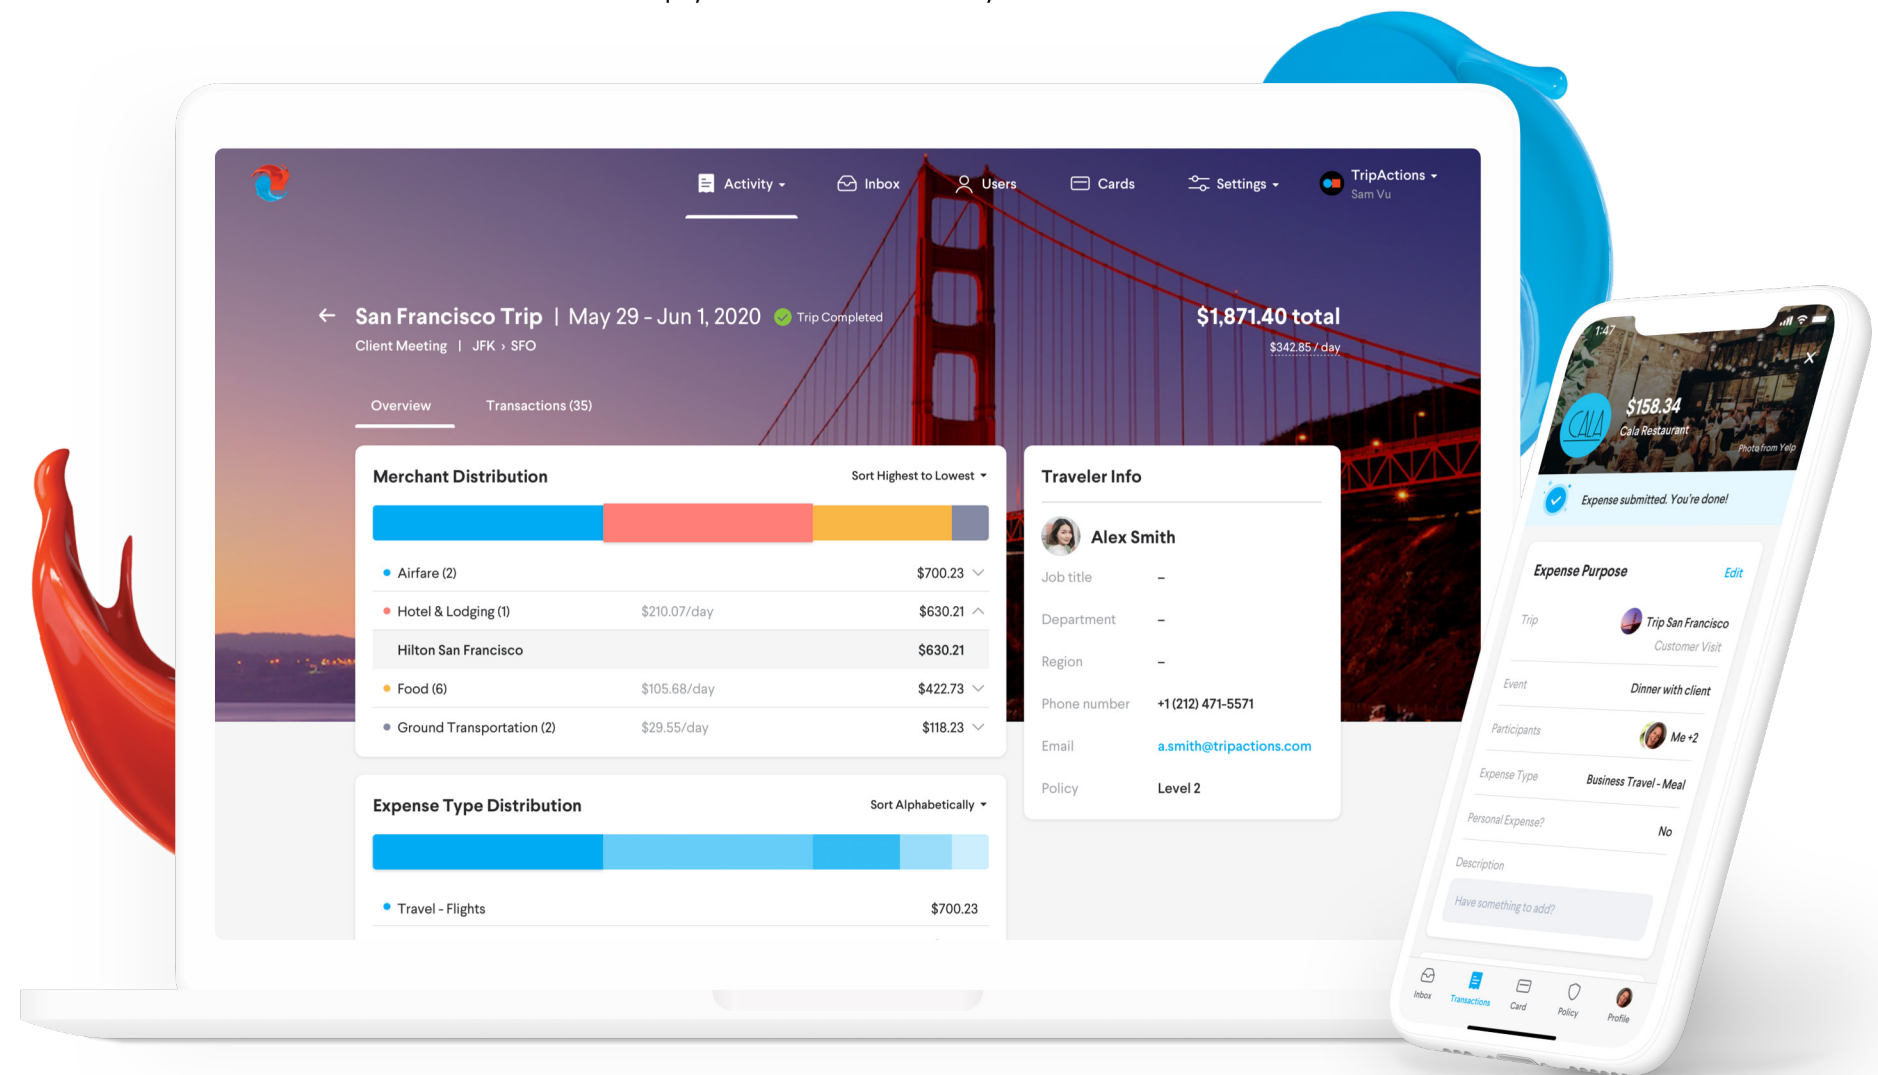 Activity
Inbox
Users
Cards
Settings
TripActions
Sam Vu
San Francisco Trip | May 29 - Jun 1, 2020 Trip Completed
$1,871.40 total
Client Meeting | JFK › SFO
$342.85 / day
Overview
Transactions (35)
Merchant Distribution
Sort Highest to Lowest
Airfare (2) $700.23
Hotel & Lodging (1) $210.07/day $630.21
Hilton San Francisco $630.21
Food (6) $105.68/day $422.73
Ground Transportation (2) $29.55/day $118.23
Expense Type Distribution
Sort Alphabetically
Travel - Flights $700.23
Traveler Info
Alex Smith
Job title –
Department –
Region –
Phone number +1 (212) 471-5571
Email a.smith@tripactions.com
Policy Level 2
1:47
CALA
$158.34
Cala Restaurant
Photo from Yelp
Expense submitted. You're done!
Expense Purpose Edit
Trip Trip San Francisco
Customer Visit
Event Dinner with client
Participants Me +2
Expense Type Business Travel - Meal
Personal Expense? No
Description
Have something to add?
Inbox
Transactions
Card
Policy
Profile